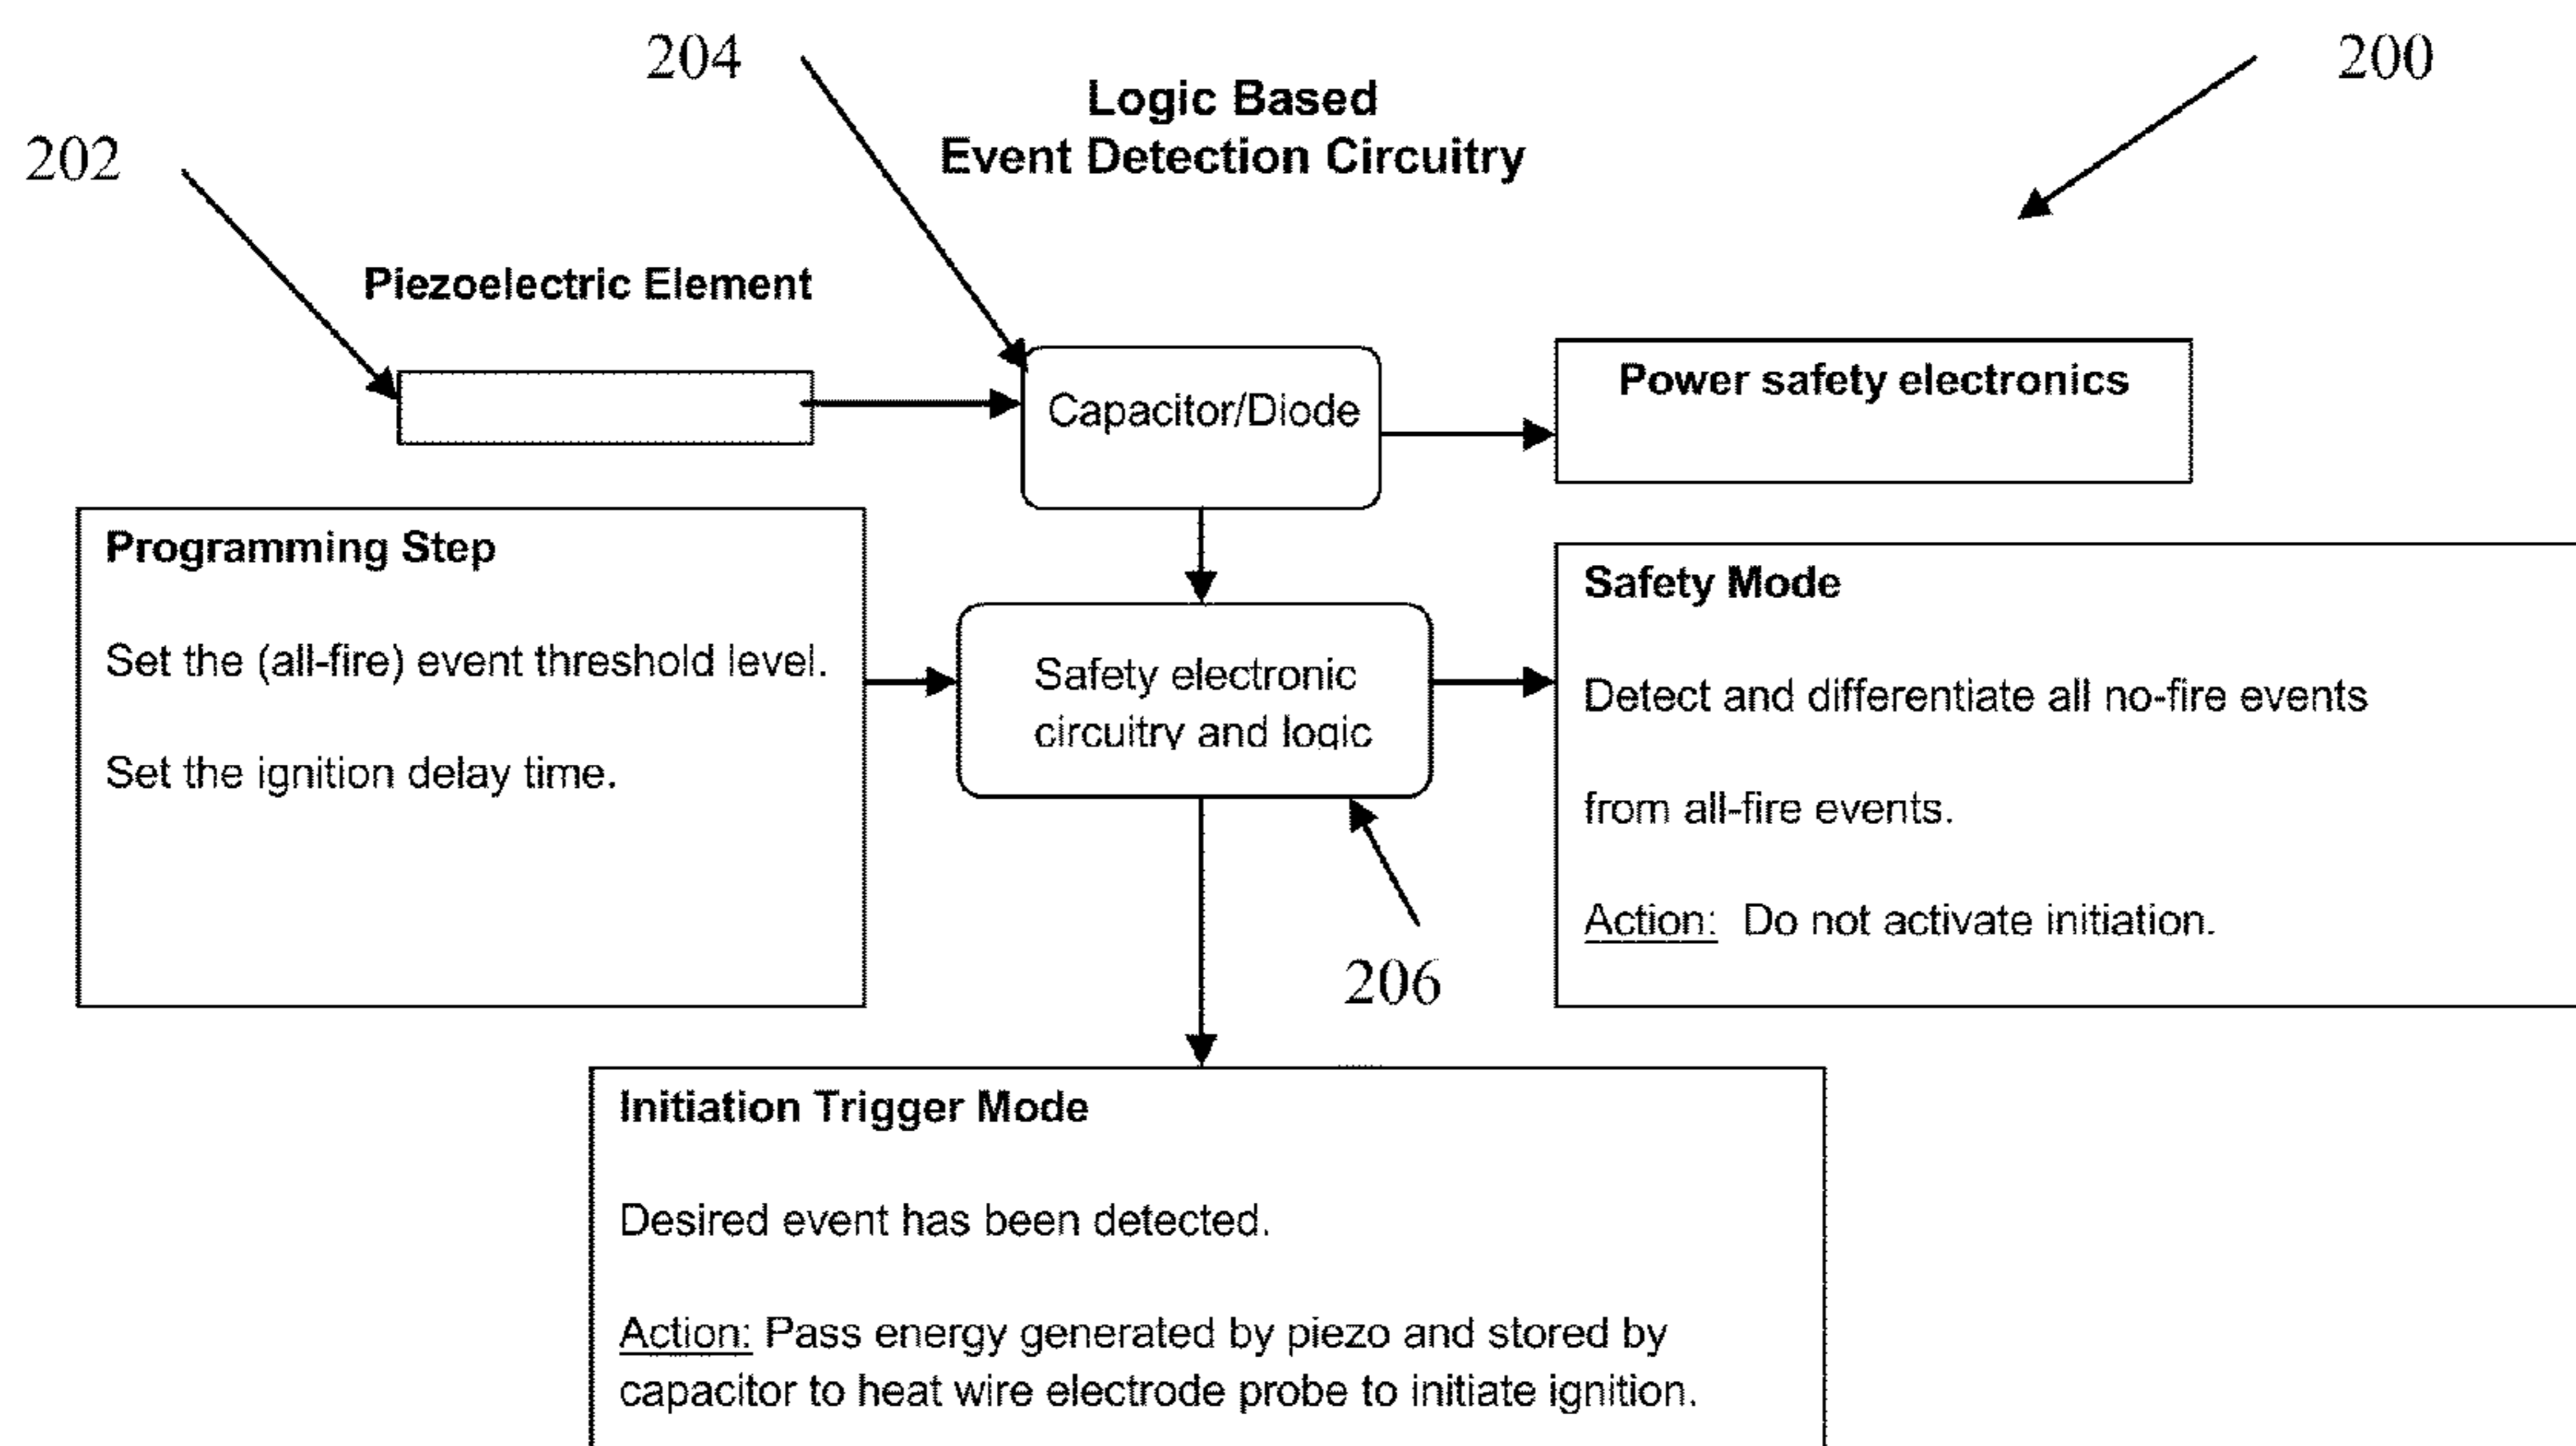 204
200
Logic Based
Event Detection Circuitry
202
Piezoelectric Element
Capacitor/Diode
Power safety electronics
Programming Step
Set the (all-fire) event threshold level.
Set the ignition delay time.
Safety electronic
circuitry and logic
Safety Mode
Detect and differentiate all no-fire events
from all-fire events.
Action: Do not activate initiation.
206
Initiation Trigger Mode
Desired event has been detected.
Action: Pass energy generated by piezo and stored by
capacitor to heat wire electrode probe to initiate ignition.